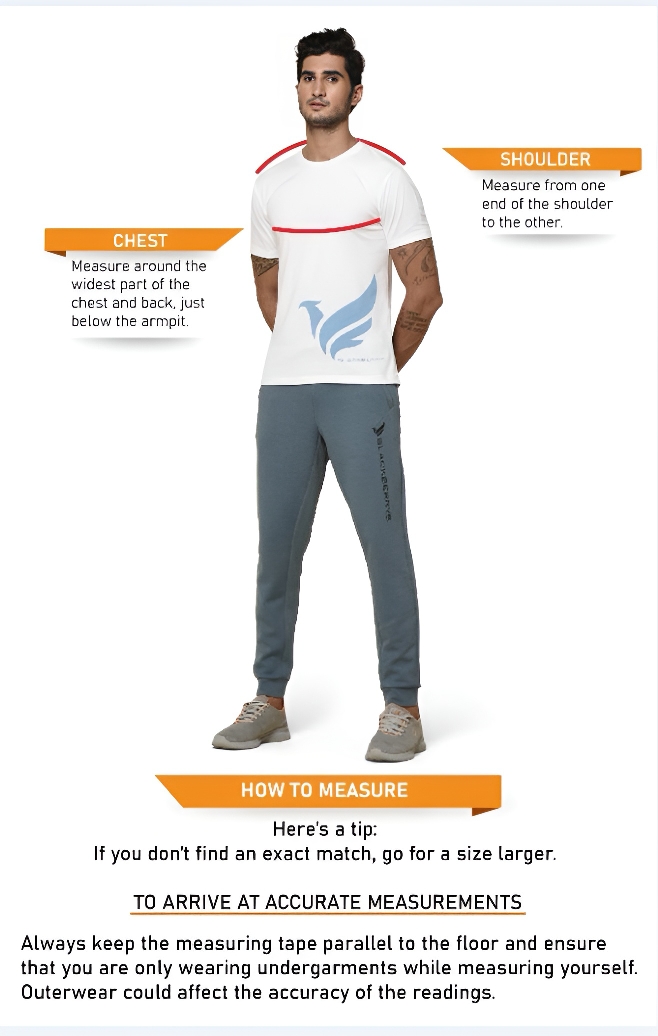 SHOULDER
Measure from one
end of the shoulder
to the other.
CHEST
Measure around the
widest part of the
chest and back, just
below the armpit.
BLACKBERRYS
HOW TO MEASURE
Here's a tip:
If you don't find an exact match, go for a size larger.
TO ARRIVE AT ACCURATE MEASUREMENTS
Always keep the measuring tape parallel to the floor and ensure
that you are only wearing undergarments while measuring yourself.
Outerwear could affect the accuracy of the readings.